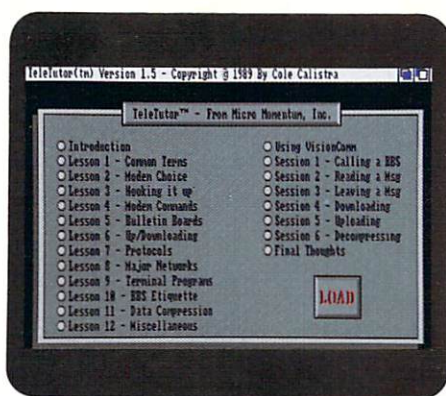 TeleTutor(tm) Version 1.5 - Copyright @ 1989 By Cole Calistra
TeleTutor™ - From Micro Momentum, Inc.
Introduction
Lesson 1 - Common Terms
Lesson 2 - Modem Choice
Lesson 3 - Hooking it up
Lesson 4 - Modem Commands
Lesson 5 - Bulletin Boards
Lesson 6 - Up/Downloading
Lesson 7 - Protocols
Lesson 8 - Major Networks
Lesson 9 - Terminal Programs
Lesson 10 - BBS Etiquette
Lesson 11 - Data Compression
Lesson 12 - Miscellaneous
Using VisionComm
Session 1 - Calling a BBS
Session 2 - Reading a Msg
Session 3 - Leaving a Msg
Session 4 - Downloading
Session 5 - Uploading
Session 6 - Decompressing
Final Thoughts
LOAD